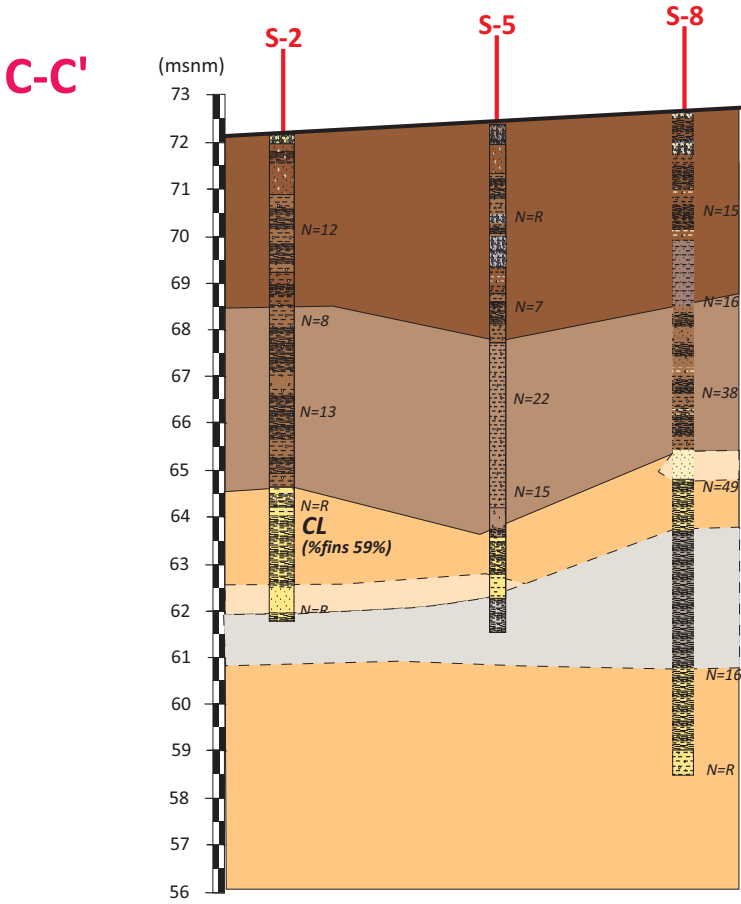 S-8
S-5
S-2
C-C'
(msnm)
73
72
71
N=15
N=R
70
N=12
69
N=16
N=7
68
N=8
67
N=38
N=22
66
N=13
65
N=49
N=15
N=R
64
CL
(%fins 59%)
63
62
N=R
61
N=16
60
59
N=R
58
57
56